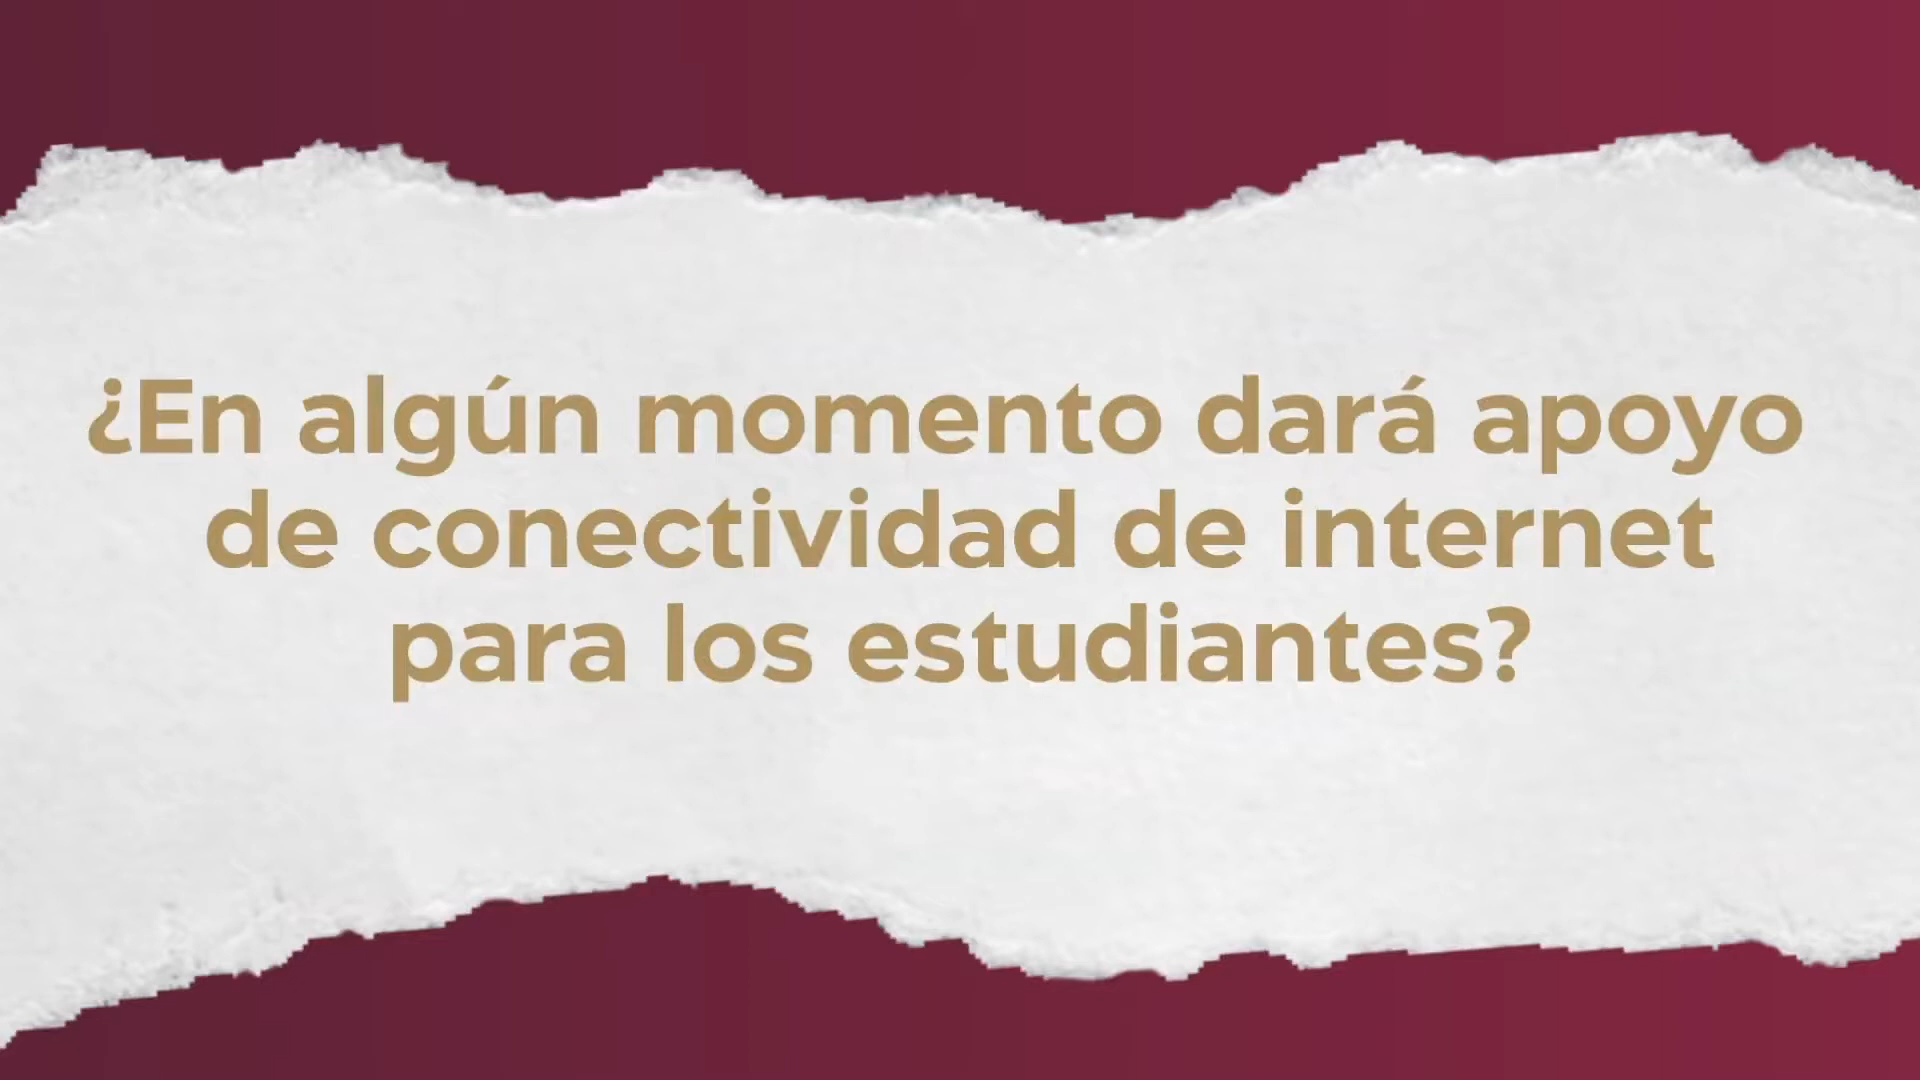 ¿En algún momento dará apoyo
de conectividad de internet
para los estudiantes?